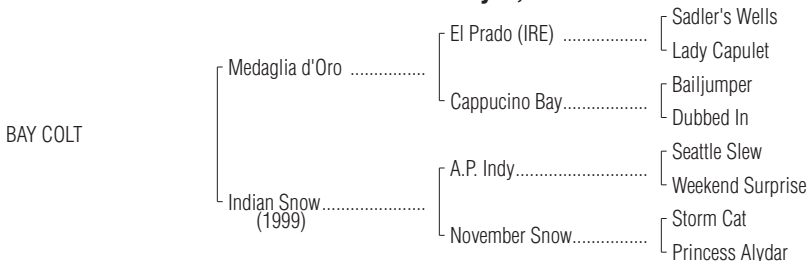 Sadler's Wells
El Prado (IRE) ..................
Lady Capulet
Medaglia d'Oro ................
Bailjumper
Cappucino Bay..................
Dubbed In
BAY COLT
Seattle Slew
A.P. Indy............................
Weekend Surprise
Indian Snow......................
(1999)
Storm Cat
November Snow................
Princess Alydar